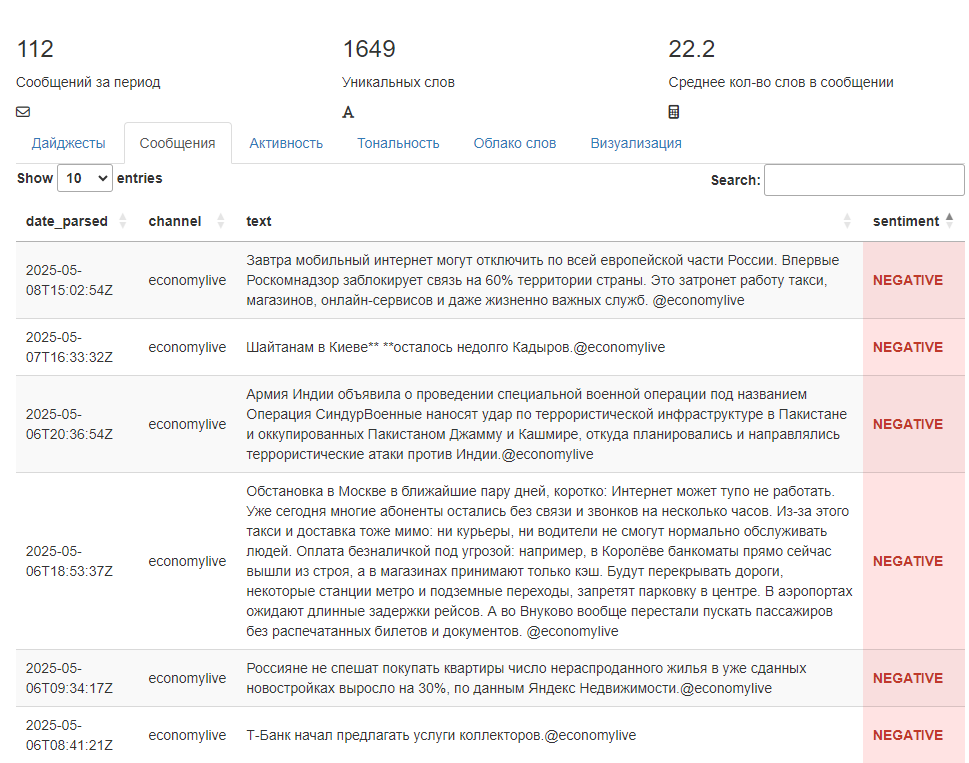 112 1649 22.2
Сообщений за период Уникальных слов Среднее кол-во слов в сообщении
A
Дайджесты Сообщения Активность Тональность Облако слов Визуализация
Show 10 entries Search:
date_parsed channel text sentiment
2025-05-
08T15:02:54Z
economylive
Завтра мобильный интернет могут отключить по всей европейской части России. Впервые
Роскомнадзор заблокирует связь на 60% территории страны. Это затронет работу такси,
магазинов, онлайн-сервисов и даже жизненно важных служб. @economylive
NEGATIVE
2025-05-
07T16:33:32Z
economylive
Шайтанам в Киеве** **осталось недолго Кадыров.@economylive
NEGATIVE
2025-05-
06T20:36:54Z
economylive
Армия Индии объявила о проведении специальной военной операции под названием
Операция СиндурВоенные наносят удар по террористической инфраструктуре в Пакистане
и оккупированных Пакистаном Джамму и Кашмире, откуда планировались и направлялись
террористические атаки против Индии.@economylive
NEGATIVE
2025-05-
06T18:53:37Z
economylive
Обстановка в Москве в ближайшие пару дней, коротко: Интернет может тупо не работать.
Уже сегодня многие абоненты остались без связи и звонков на несколько часов. Из-за этого
такси и доставка тоже мимо: ни курьеры, ни водители не смогут нормально обслуживать
людей. Оплата безналичкой под угрозой: например, в Королёве банкоматы прямо сейчас
вышли из строя, а в магазинах принимают только кэш. Будут перекрывать дороги,
некоторые станции метро и подземные переходы, запретят парковку в центре. В аэропортах
ожидают длинные задержки рейсов. А во Внуково вообще перестали пускать пассажиров
без распечатанных билетов и документов. @economylive
NEGATIVE
2025-05-
06T09:34:17Z
economylive
Россияне не спешат покупать квартиры число нераспроданного жилья в уже сданных
новостройках выросло на 30%, по данным Яндекс Недвижимости.@economylive
NEGATIVE
2025-05-
06T08:41:21Z
economylive
Т-Банк начал предлагать услуги коллекторов.@economylive
NEGATIVE